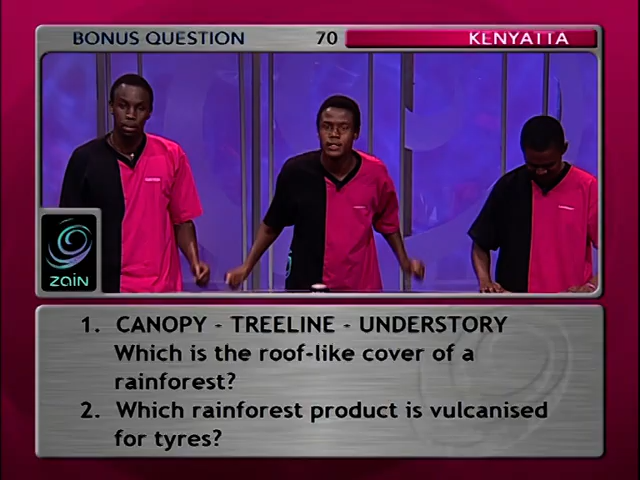 BONUS QUESTION 70 KENYATTA
zain
1. CANOPY - TREELINE - UNDERSTORY
Which is the roof-like cover of a
rainforest?
2. Which rainforest product is vulcanised
for tyres?